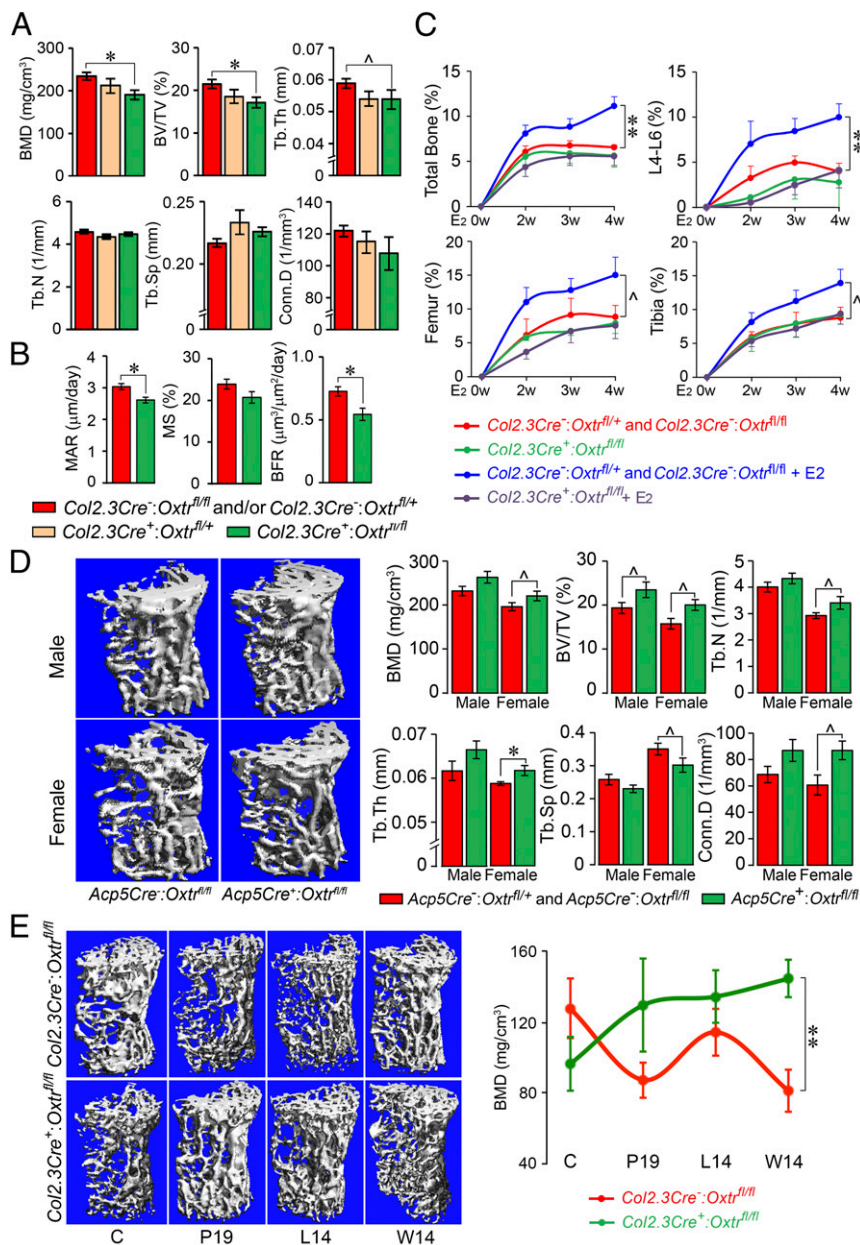 A
BMD (mg/cm³)
300
200
100
0
*
BV/TV (%)
30
20
10
0
*
Tb.Th (mm)
0.07
0.06
0.05
^
Tb.N (1/mm)
6
4
2
0
Tb.Sp (mm)
0.25
0.20
Conn.D (1/mm³)
140
120
100
80
B
MAR (μm/day)
4
3
2
1
0
*
MS (%)
30
20
10
0
BFR (μm³/μm²/day)
0.9
0.6
0.3
0.0
*
Col2.3Cre⁻:Oxtrfl/fl and/or Col2.3Cre⁻:Oxtrfl/+
Col2.3Cre⁺:Oxtrfl/+
Col2.3Cre⁺:Oxtrfl/fl
C
Total Bone (%)
15
10
5
0
**
E2 0w 2w 3w 4w
L4-L6 (%)
15
10
5
0
**
E2 0w 2w 3w 4w
Femur (%)
20
15
10
5
0
^
E2 0w 2w 3w 4w
Tibia (%)
20
15
10
5
0
^
E2 0w 2w 3w 4w
Col2.3Cre⁻:Oxtrfl/+ and Col2.3Cre⁻:Oxtrfl/fl
Col2.3Cre⁺:Oxtrfl/fl
Col2.3Cre⁻:Oxtrfl/+ and Col2.3Cre⁻:Oxtrfl/fl + E2
Col2.3Cre⁺:Oxtrfl/fl + E2
D
Male
Female
Acp5Cre⁻:Oxtrfl/fl
Acp5Cre⁺:Oxtrfl/fl
BMD (mg/cm³)
300
200
100
0
^
Male Female
BV/TV (%)
30
20
10
0
^ ^
Male Female
Tb.N (1/mm)
5
4
3
2
1
0
^
Male Female
Tb.Th (mm)
0.07
0.06
0.05
*
Male Female
Tb.Sp (mm)
0.4
0.3
0.2
0.1
0
^
Male Female
Conn.D (1/mm³)
100
80
60
40
20
0
^
Male Female
Acp5Cre⁻:Oxtrfl/+ and Acp5Cre⁻:Oxtrfl/fl
Acp5Cre⁺:Oxtrfl/fl
E
Col2.3Cre⁻:Oxtrfl/fl
Col2.3Cre⁺:Oxtrfl/fl
C P19 L14 W14
BMD (mg/cm³)
160
120
80
40
**
C P19 L14 W14
Col2.3Cre⁻:Oxtrfl/fl
Col2.3Cre⁺:Oxtrfl/fl